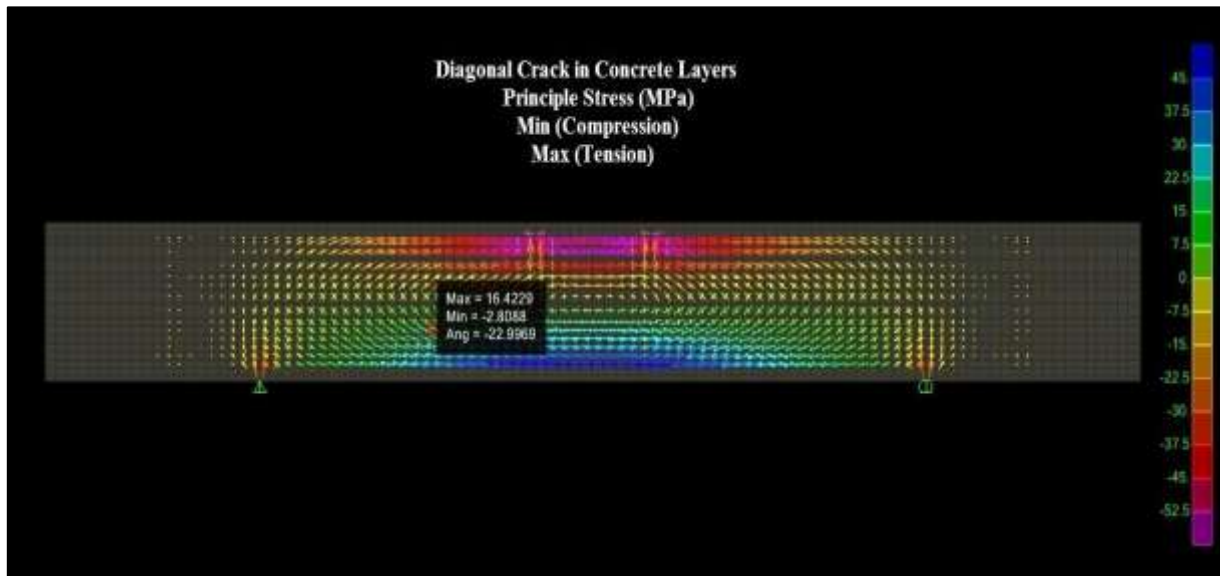 Diagonal Crack in Concrete Layers
Principle Stress (MPa)
Min (Compression)
Max (Tension)
Max = 16.4229
Min = -2.8088
Ang = -22.9969
45
37.5
30
22.5
15
7.5
0
-7.5
-15
-22.5
-30
-37.5
-45
-52.5